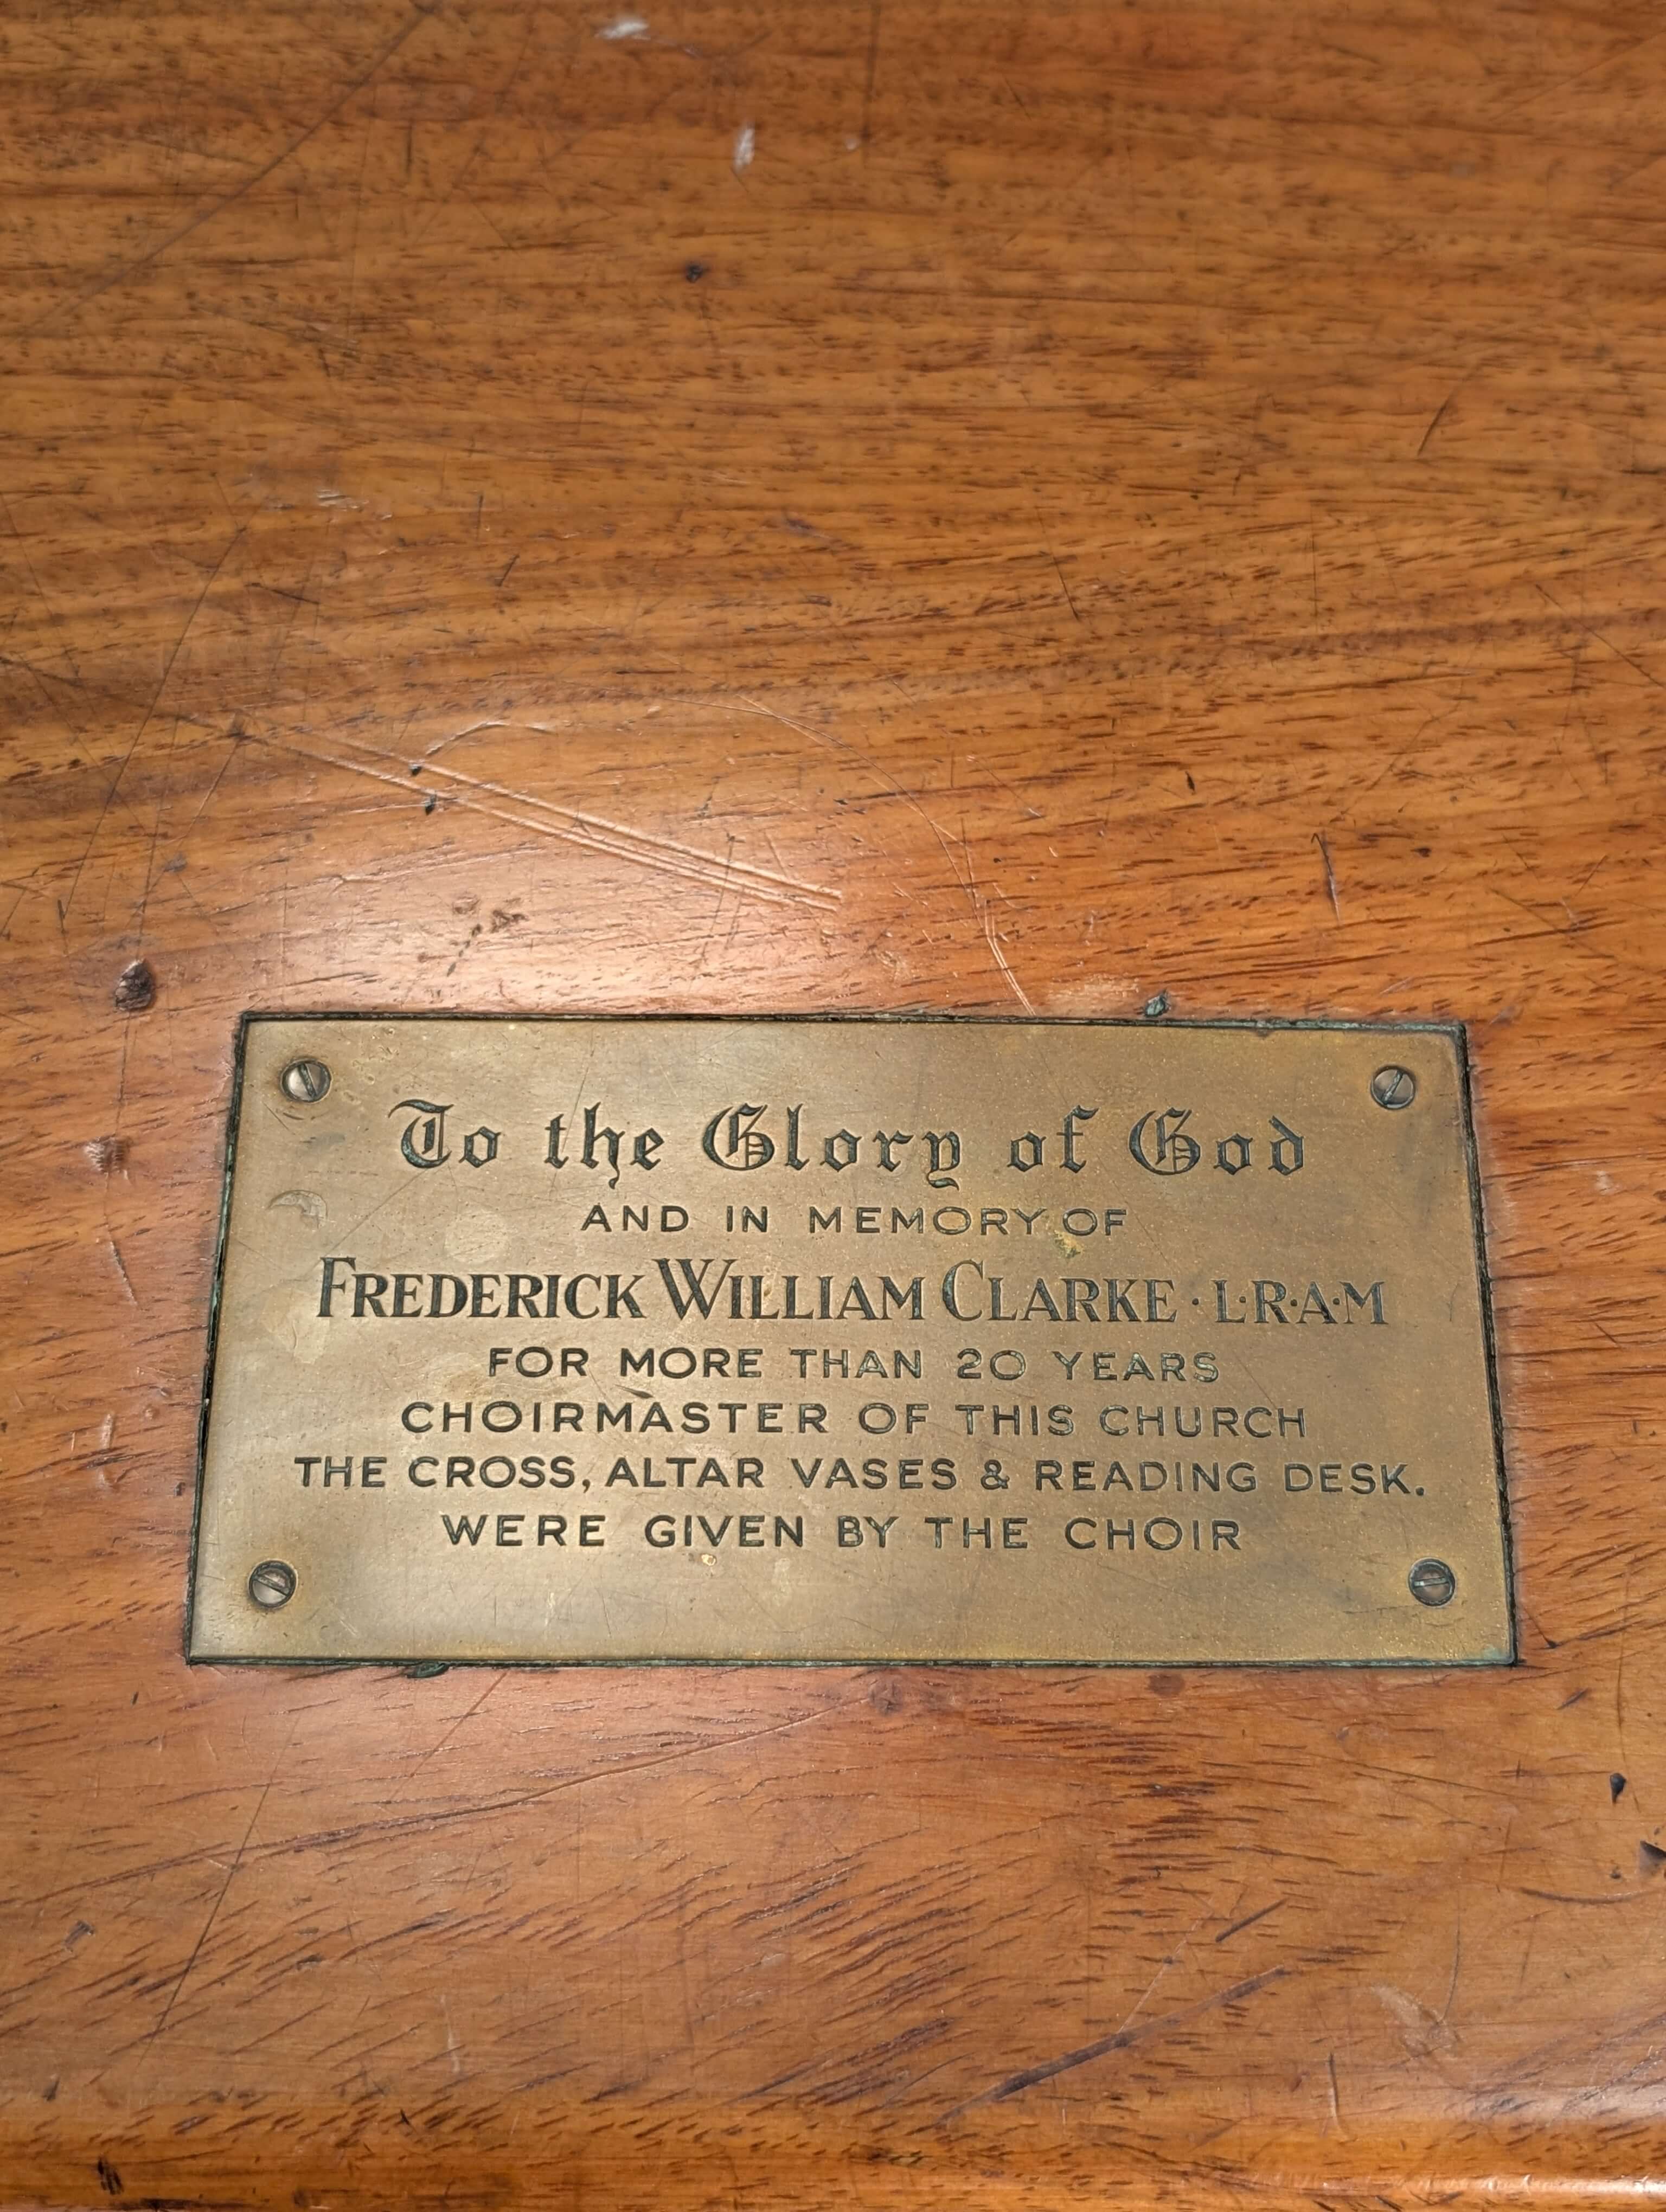 To the Glory of God
AND IN MEMORY OF
FREDERICK WILLIAM CLARKE · L·R·A·M
FOR MORE THAN 20 YEARS
CHOIRMASTER OF THIS CHURCH
THE CROSS, ALTAR VASES & READING DESK.
WERE GIVEN BY THE CHOIR